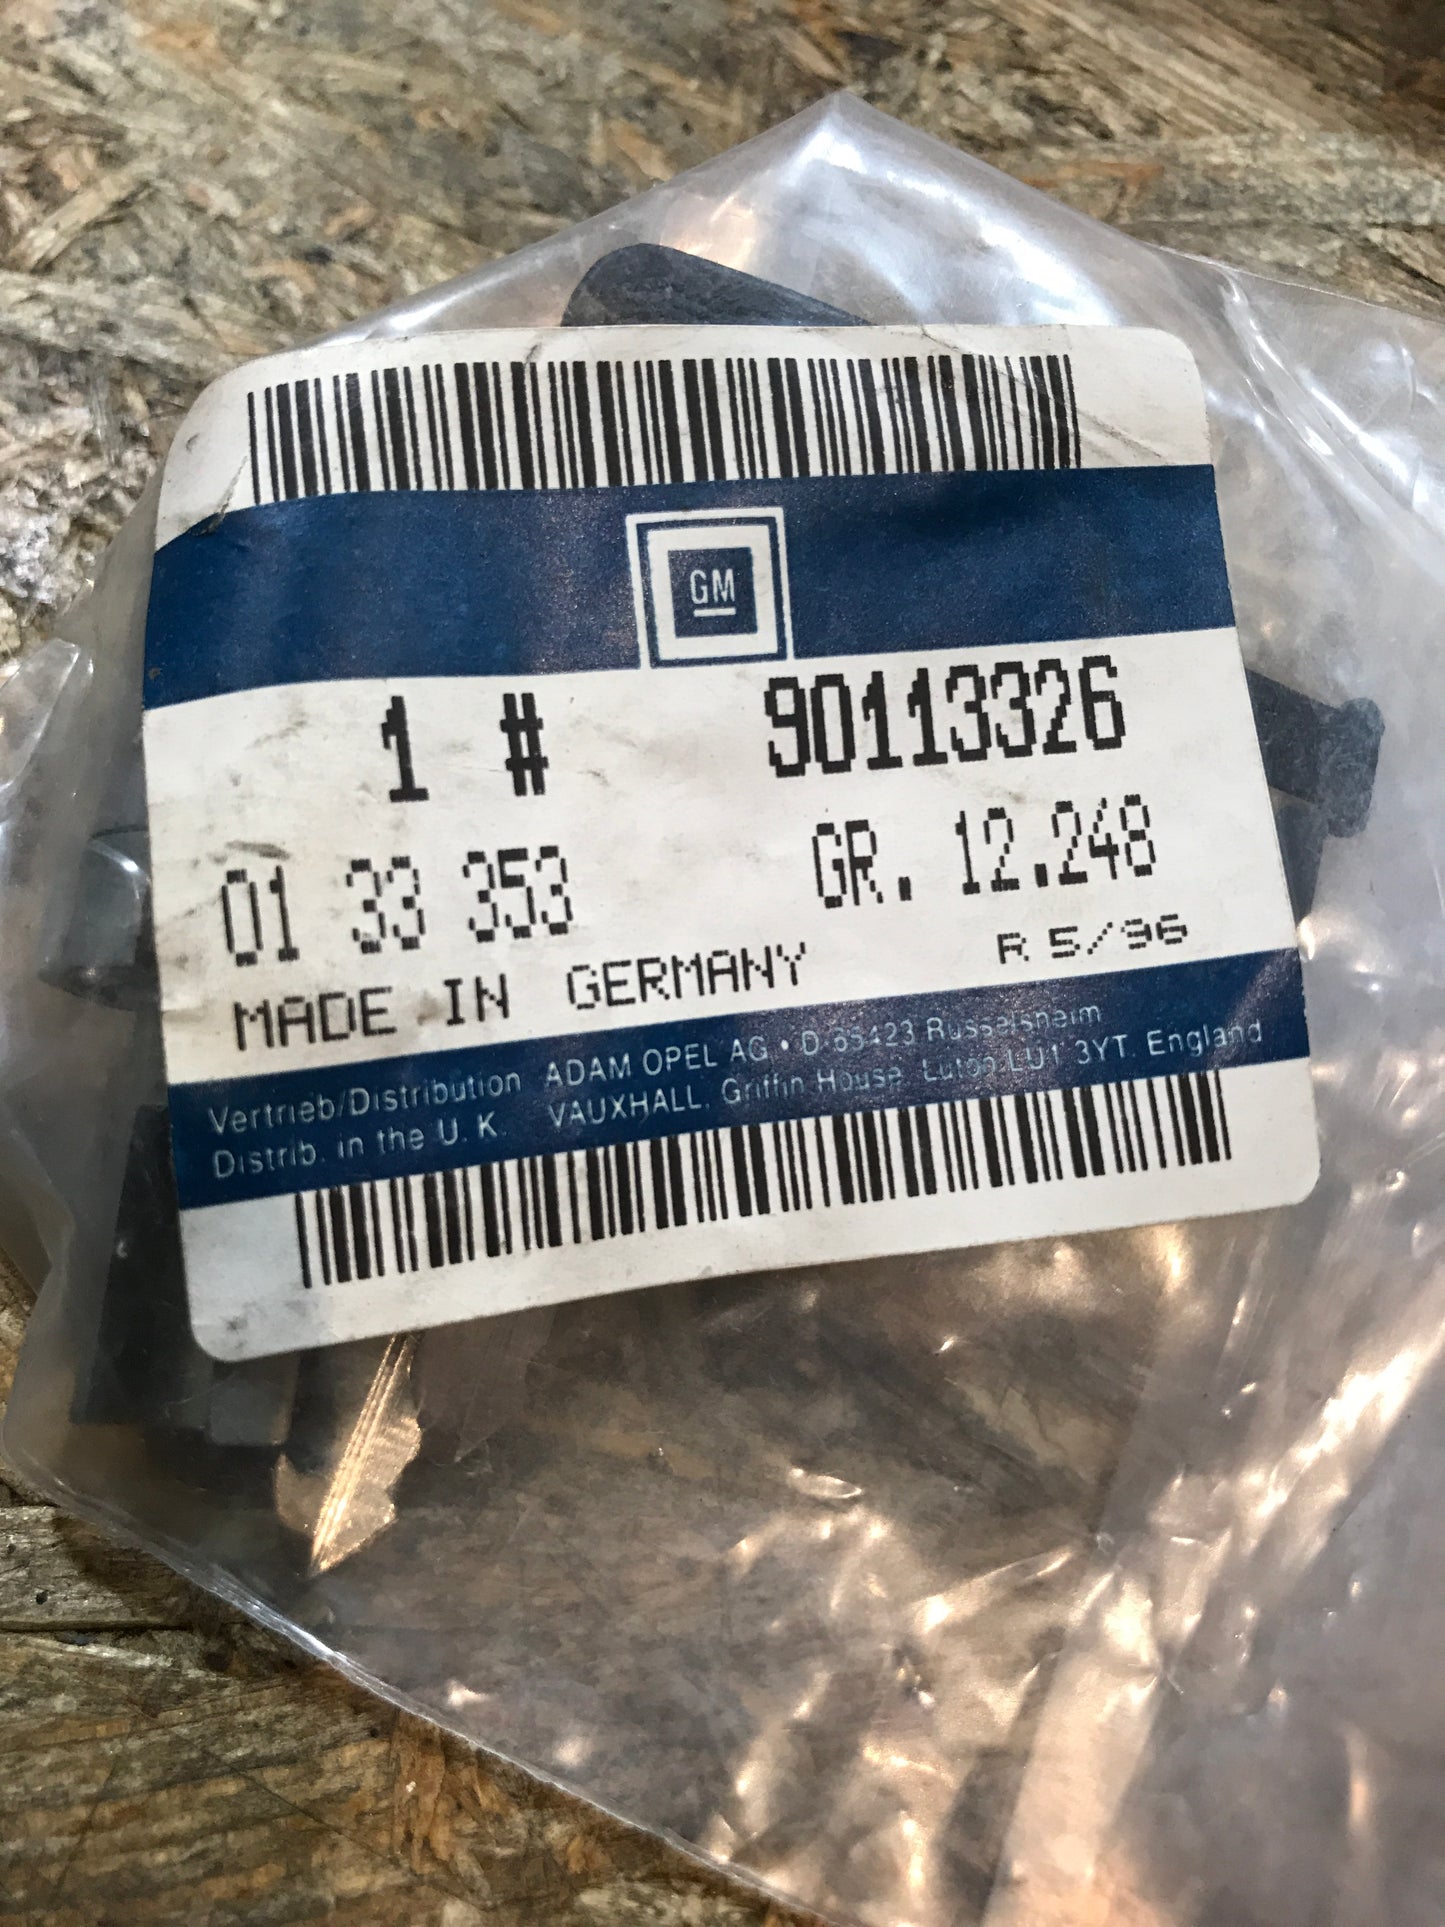 GM
1 # 90113326
01 33 353 GR. 12.248
MADE IN GERMANY R 5/96
Vertrieb/Distribution ADAM OPEL AG • D-65423 Rüsselsheim
Distrib. in the U. K. VAUXHALL, Griffin House Luton LU1 3YT. England